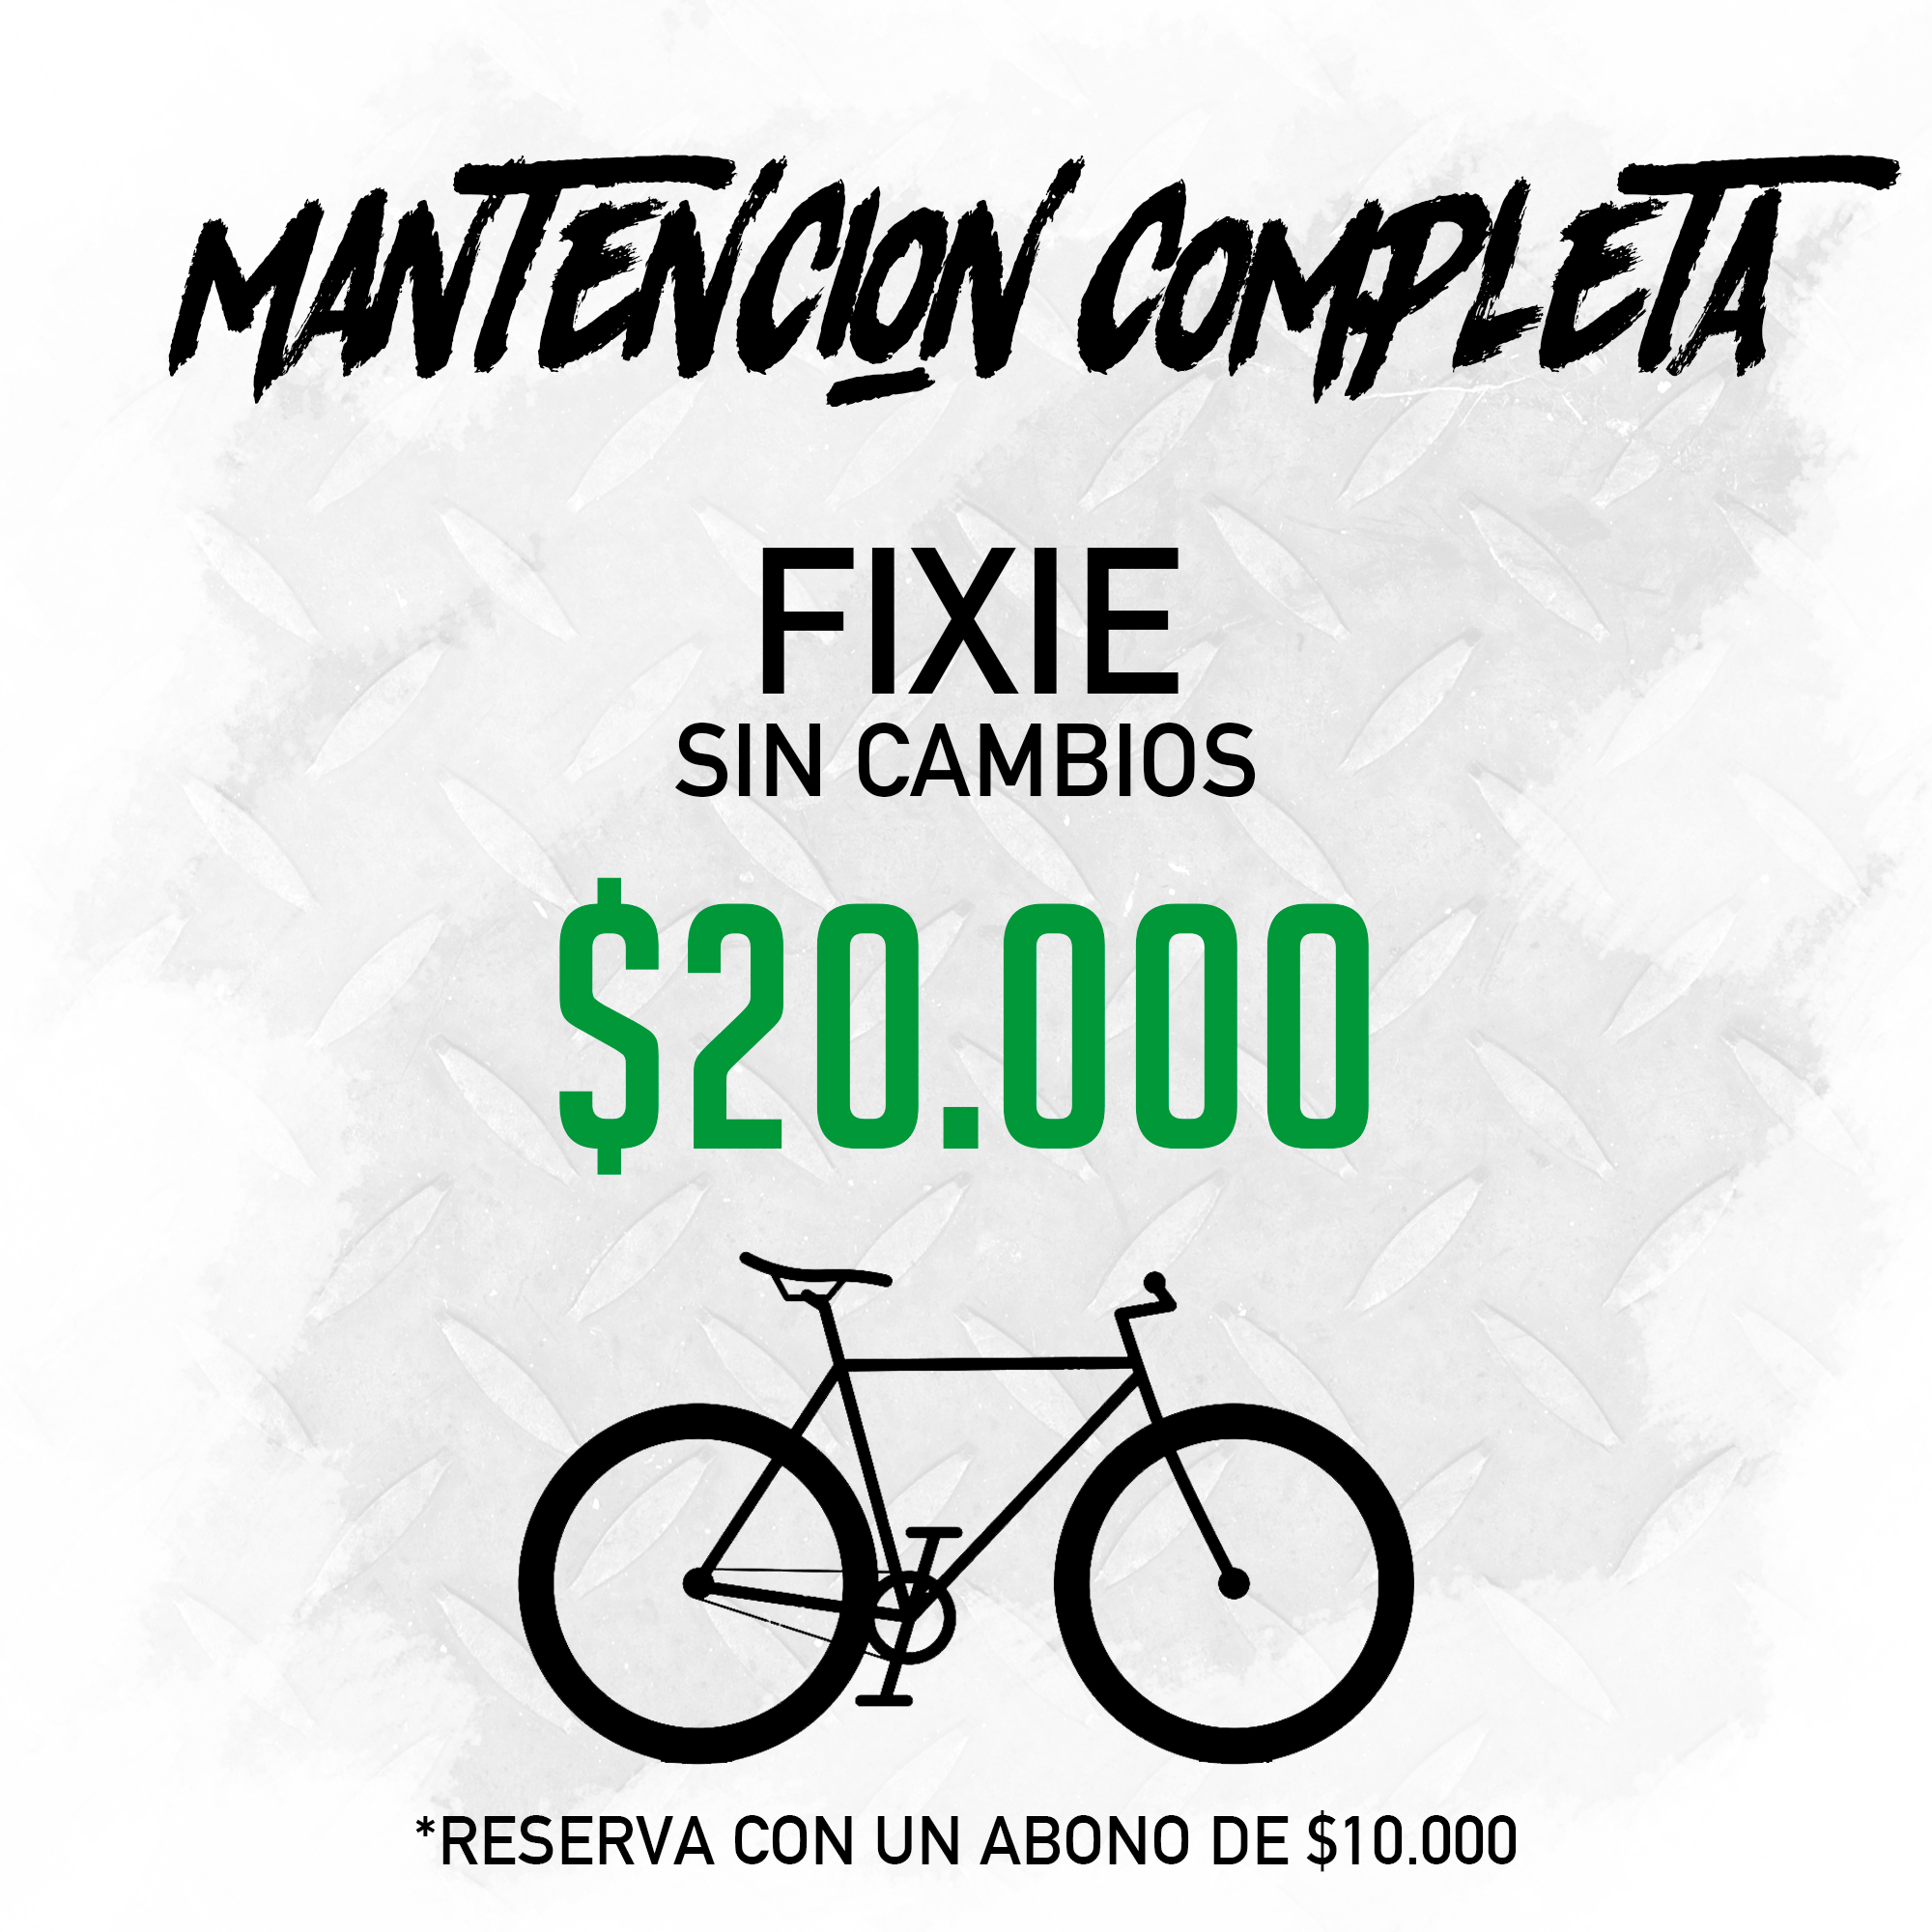 MANTENCION COMPLETA
FIXIE
SIN CAMBIOS
$20.000
*RESERVA CON UN ABONO DE $10.000